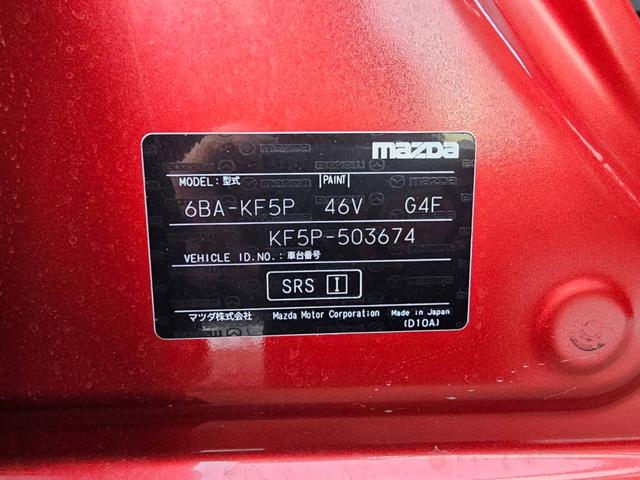 mazda
MODEL:型式 PAINT
6BA-KF5P 46V G4F
KF5P-503674
VEHICLE ID.NO.:車台番号
SRS I
マツダ株式会社 Mazda Motor Corporation Made in Japan
(D10A)